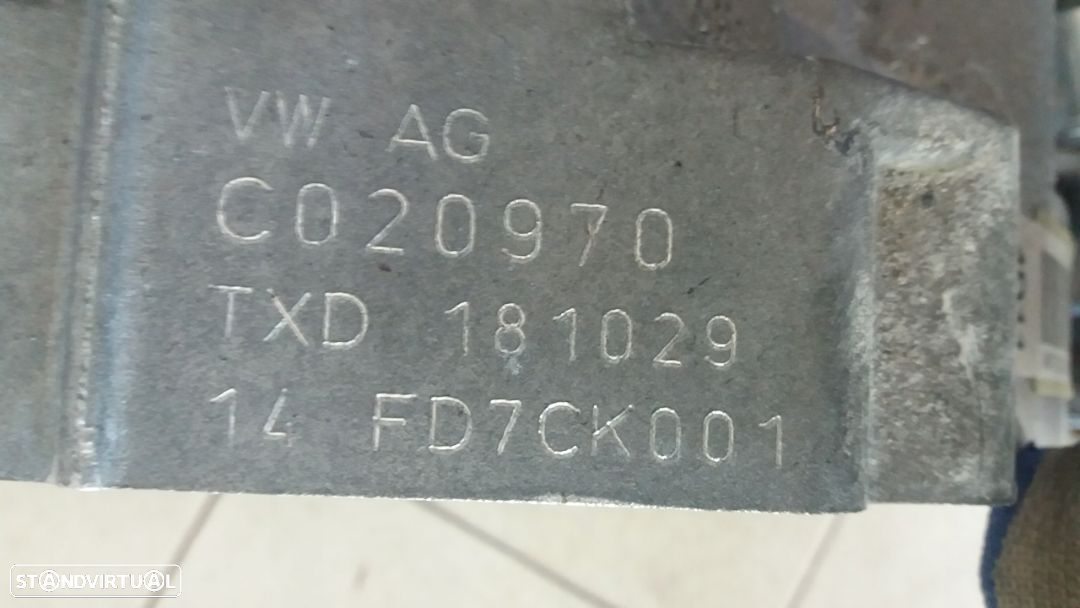 VW AG
C020970
TXD 181029
14 FD7CK001
STANDVIRTUAL